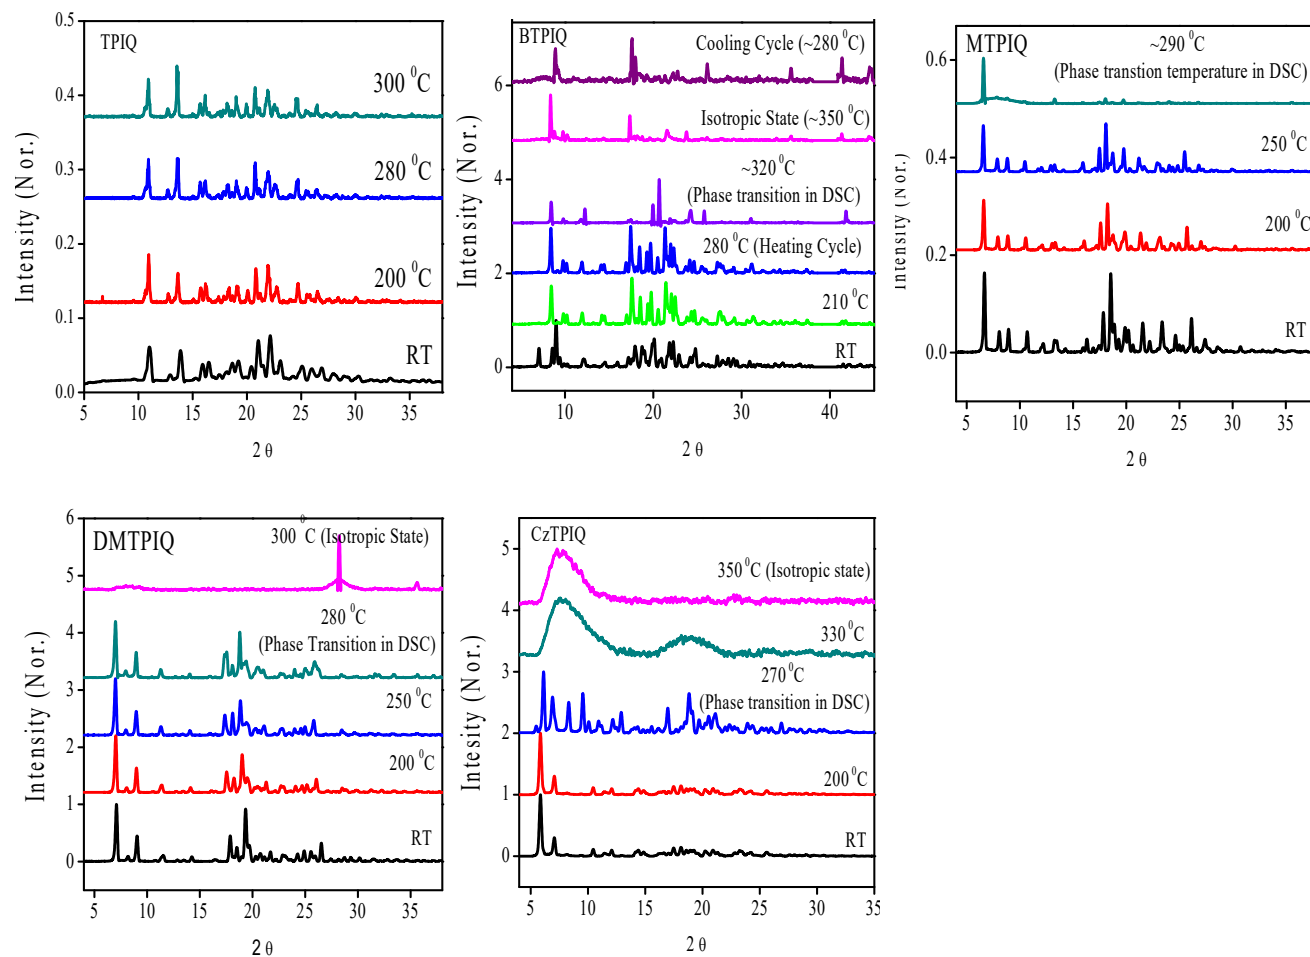 TPIQ
300 ⁰C
280 ⁰C
200 ⁰C
RT
Intensity (Nor.)
0.5
0.4
0.3
0.2
0.1
0.0
5 10 15 20 25 30 35
2 θ
BTPIQ
Cooling Cycle (~280 ⁰C)
Isotropic State (~350 ⁰C)
~320 ⁰C
(Phase transition in DSC)
280 ⁰C (Heating Cycle)
210 ⁰C
RT
Intensity (Nor.)
6
4
2
0
10 20 30 40
2 θ
MTPIQ
~290 ⁰C
(Phase transtion temperature in DSC)
250 ⁰C
200 ⁰C
RT
Intensity (Nor.)
0.6
0.4
0.2
0.0
5 10 15 20 25 30 35
2 θ
DMTPIQ
300 ⁰C (Isotropic State)
280 ⁰C
(Phase Transition in DSC)
250 ⁰C
200 ⁰C
RT
Intensity (Nor.)
6
5
4
3
2
1
0
5 10 15 20 25 30 35
2 θ
CzTPIQ
350 ⁰C (Isotropic state)
330 ⁰C
270 ⁰C
(Phase transition in DSC)
200 ⁰C
RT
Intesity (Nor.)
5
4
3
2
1
0
5 10 15 20 25 30 35
2 θ